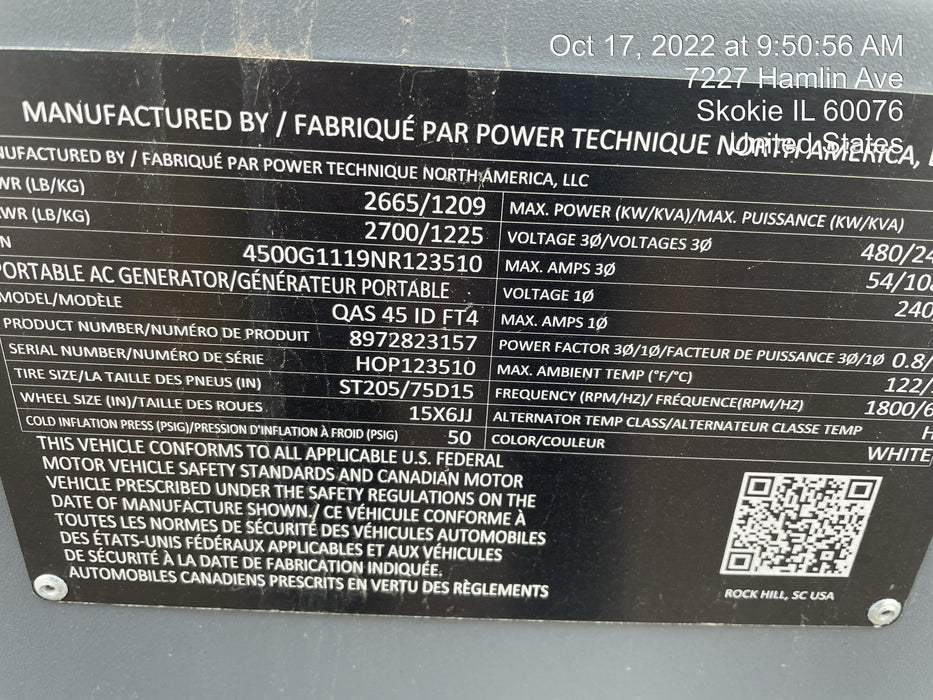 Oct 17, 2022 at 9:50:56 AM
7227 Hamlin Ave
Skokie IL 60076
United States
MANUFACTURED BY / FABRIQUÉ PAR POWER TECHNIQUE NORTH AMERICA,
NUFACTURED BY / FABRIQUÉ PAR POWER TECHNIQUE NORTH AMERICA, LLC
WR (LB/KG) 2665/1209
WR (LB/KG) 2700/1225
N 4500G1119NR123510
PORTABLE AC GENERATOR/GÉNÉRATEUR PORTABLE
MODEL/MODÈLE QAS 45 ID FT4
PRODUCT NUMBER/NUMÉRO DE PRODUIT 8972823157
SERIAL NUMBER/NUMÉRO DE SÉRIE HOP123510
TIRE SIZE/LA TAILLE DES PNEUS (IN) ST205/75D15
WHEEL SIZE (IN)/TAILLE DES ROUES 15X6JJ
COLD INFLATION PRESS (PSIG)/PRESSION D'INFLATION À FROID (PSIG) 50
MAX. POWER (KW/KVA)/MAX. PUISSANCE (KW/KVA)
VOLTAGE 3Ø/VOLTAGES 3Ø 480/24
MAX. AMPS 3Ø 54/108
VOLTAGE 1Ø 240
MAX. AMPS 1Ø
POWER FACTOR 3Ø/1Ø/FACTEUR DE PUISSANCE 3Ø/1Ø 0.8/
MAX. AMBIENT TEMP (°F/°C) 122/
FREQUENCY (RPM/HZ)/ FRÉQUENCE(RPM/HZ) 1800/6
ALTERNATOR TEMP CLASS/ALTERNATEUR CLASSE TEMP H
COLOR/COULEUR WHITE
THIS VEHICLE CONFORMS TO ALL APPLICABLE U.S. FEDERAL
MOTOR VEHICLE SAFETY STANDARDS AND CANADIAN MOTOR
VEHICLE PRESCRIBED UNDER THE SAFETY REGULATIONS ON THE
DATE OF MANUFACTURE SHOWN./ CE VÉHICULE CONFORME À
TOUTES LES NORMES DE SÉCURITÉ DES VÉHICULES AUTOMOBILES
DES ÉTATS-UNIS FÉDÉRAUX APPLICABLES ET AUX VÉHICULES
DE SÉCURITÉ À LA DATE DE FABRICATION INDIQUÉE.
AUTOMOBILES CANADIENS PRESCRITS EN VERTU DES RÈGLEMENTS
ROCK HILL, SC USA